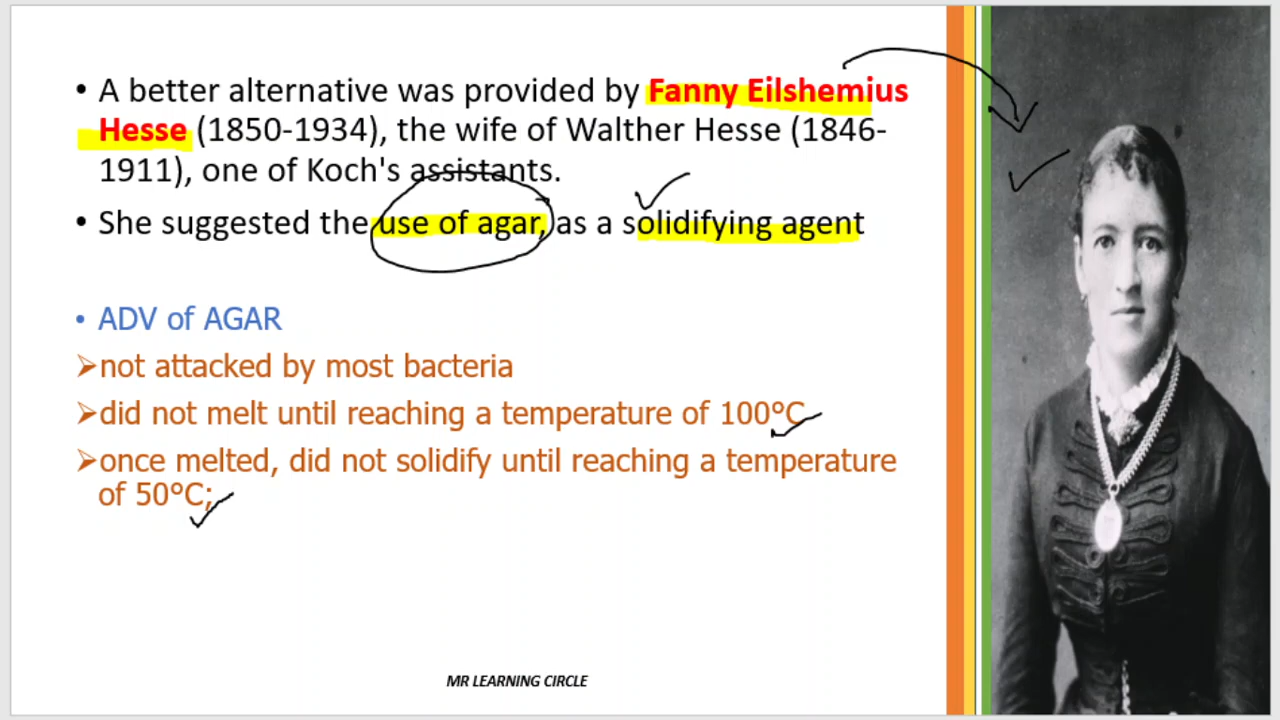 • A better alternative was provided by Fanny Eilshemius
Hesse (1850-1934), the wife of Walther Hesse (1846-
1911), one of Koch's assistants.
• She suggested the use of agar, as a solidifying agent
• ADV of AGAR
➢not attacked by most bacteria
➢did not melt until reaching a temperature of 100°C
➢once melted, did not solidify until reaching a temperature
of 50°C;
MR LEARNING CIRCLE